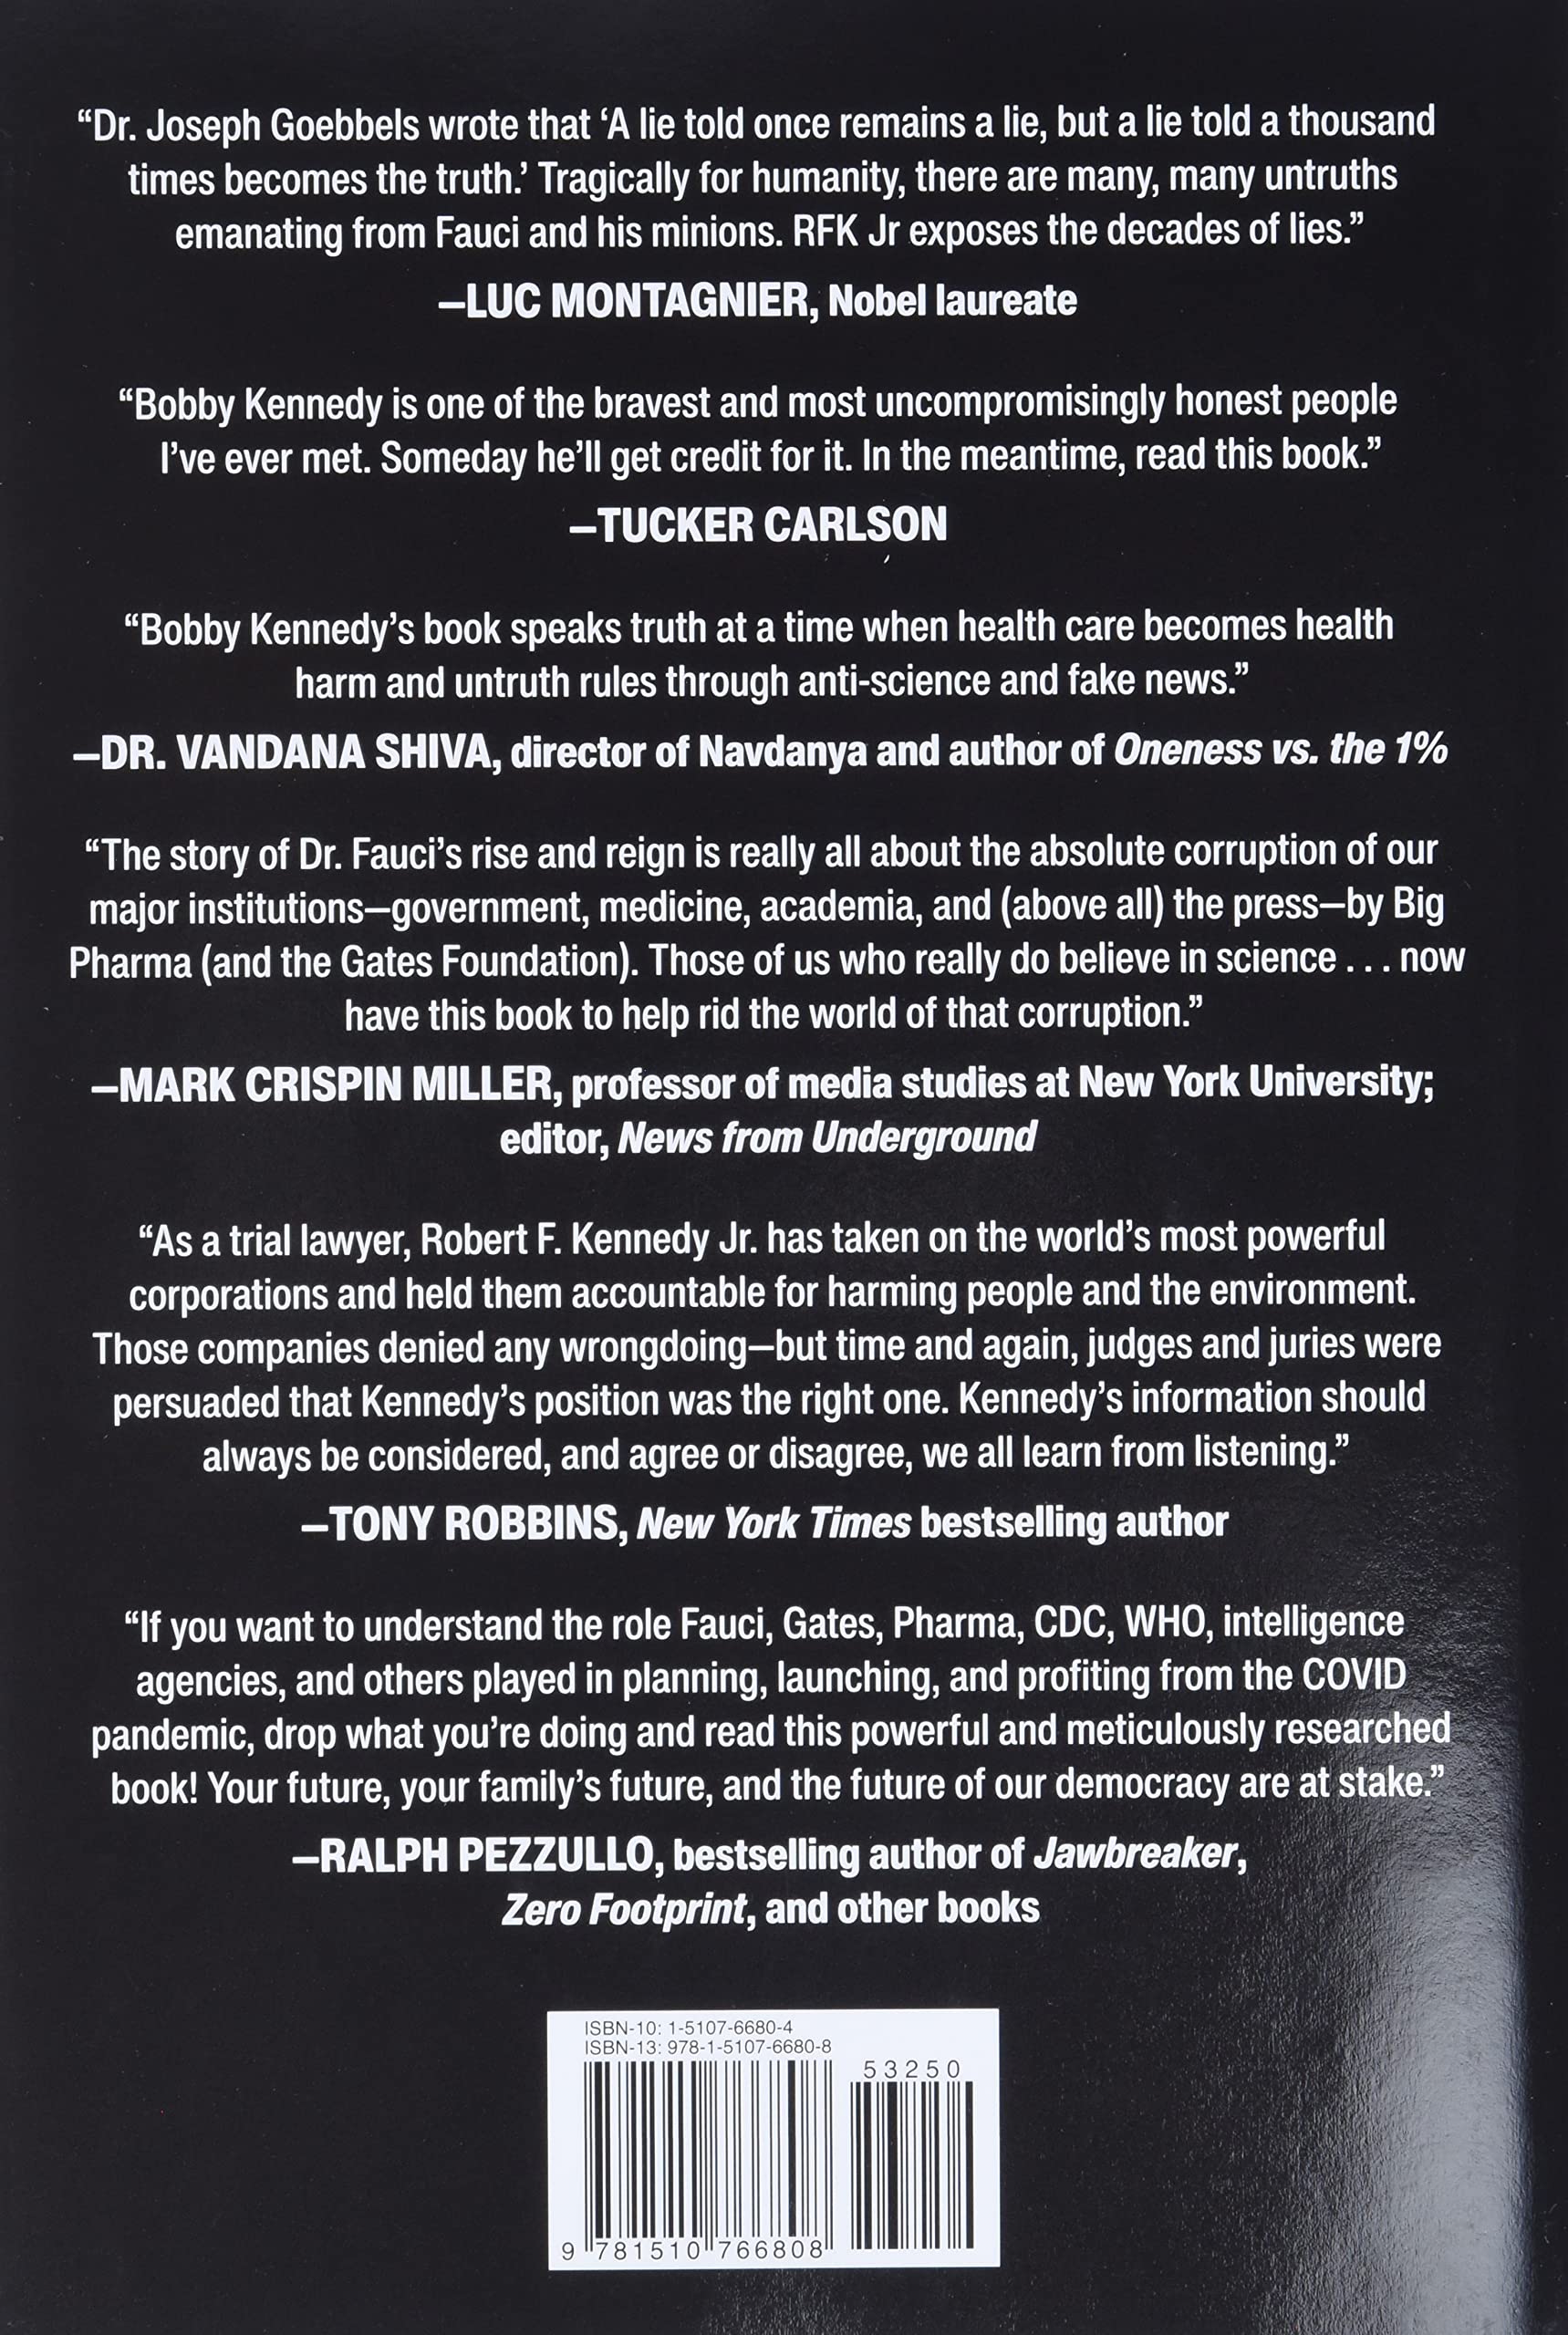 “Dr. Joseph Goebbels wrote that ‘A lie told once remains a lie, but a lie told a thousand
times becomes the truth.’ Tragically for humanity, there are many, many untruths
emanating from Fauci and his minions. RFK Jr exposes the decades of lies.”
—LUC MONTAGNIER, Nobel laureate
“Bobby Kennedy is one of the bravest and most uncompromisingly honest people
I’ve ever met. Someday he’ll get credit for it. In the meantime, read this book.”
—TUCKER CARLSON
“Bobby Kennedy’s book speaks truth at a time when health care becomes health
harm and untruth rules through anti-science and fake news.”
—DR. VANDANA SHIVA, director of Navdanya and author of Oneness vs. the 1%
“The story of Dr. Fauci’s rise and reign is really all about the absolute corruption of our
major institutions—government, medicine, academia, and (above all) the press—by Big
Pharma (and the Gates Foundation). Those of us who really do believe in science . . . now
have this book to help rid the world of that corruption.”
—MARK CRISPIN MILLER, professor of media studies at New York University;
editor, News from Underground
“As a trial lawyer, Robert F. Kennedy Jr. has taken on the world’s most powerful
corporations and held them accountable for harming people and the environment.
Those companies denied any wrongdoing—but time and again, judges and juries were
persuaded that Kennedy’s position was the right one. Kennedy’s information should
always be considered, and agree or disagree, we all learn from listening.”
—TONY ROBBINS, New York Times bestselling author
“If you want to understand the role Fauci, Gates, Pharma, CDC, WHO, intelligence
agencies, and others played in planning, launching, and profiting from the COVID
pandemic, drop what you’re doing and read this powerful and meticulously researched
book! Your future, your family’s future, and the future of our democracy are at stake.”
—RALPH PEZZULLO, bestselling author of Jawbreaker,
Zero Footprint, and other books
ISBN-10: 1-5107-6680-4
ISBN-13: 978-1-5107-6680-8
53250
9 781510 766808